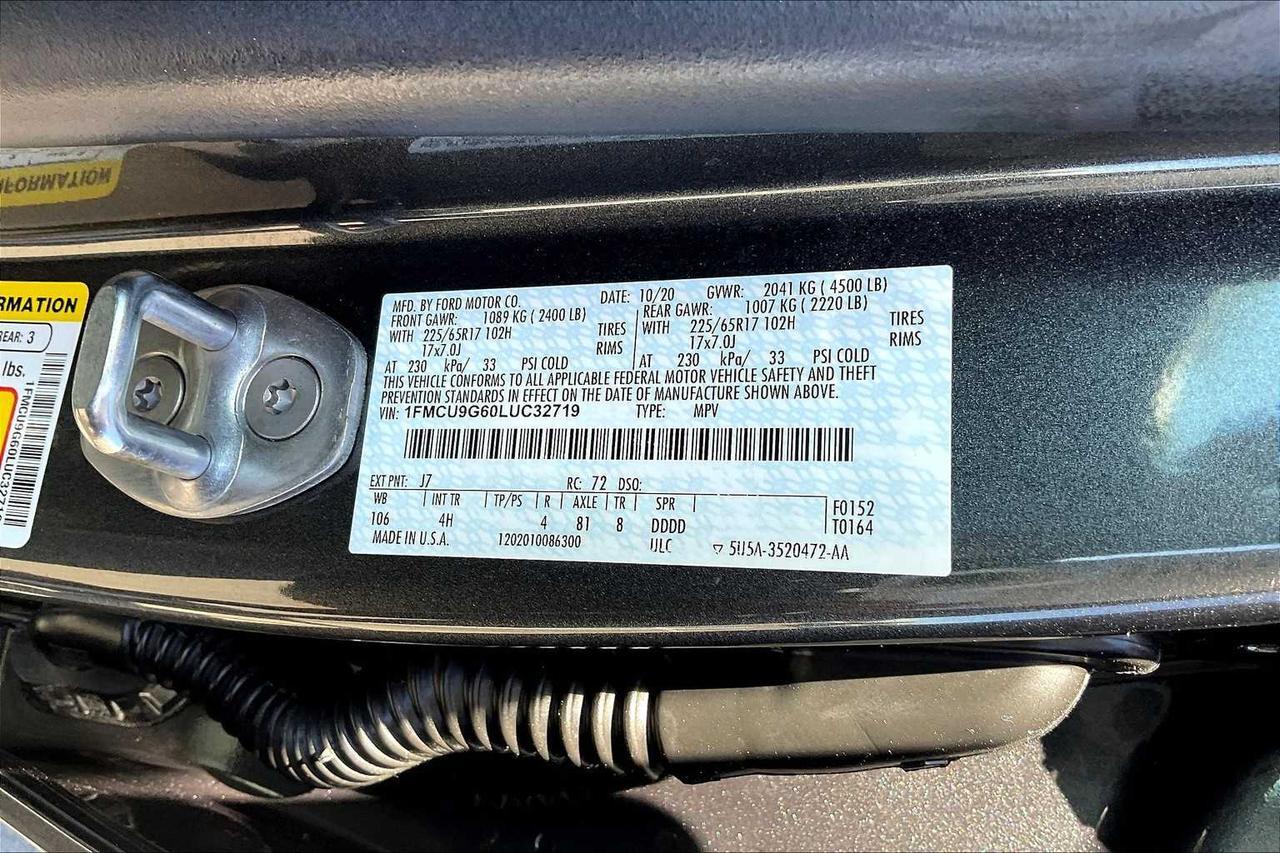 INFORMATION
RMATION
REAR: 3
lbs.
1FMCU9G60LUC32719
MFD. BY FORD MOTOR CO. DATE: 10/20 GVWR: 2041 KG ( 4500 LB)
FRONT GAWR: 1089 KG ( 2400 LB) REAR GAWR: 1007 KG ( 2220 LB)
WITH 225/65R17 102H TIRES WITH 225/65R17 102H TIRES
17x7.0J RIMS 17x7.0J RIMS
AT 230 kPa/ 33 PSI COLD AT 230 kPa/ 33 PSI COLD
THIS VEHICLE CONFORMS TO ALL APPLICABLE FEDERAL MOTOR VEHICLE SAFETY AND THEFT
PREVENTION STANDARDS IN EFFECT ON THE DATE OF MANUFACTURE SHOWN ABOVE.
VIN: 1FMCU9G60LUC32719 TYPE: MPV
EXT PNT: J7 RC: 72 DSO:
WB INT TR TP/PS R AXLE TR SPR F0152
106 4H 4 81 8 DDDD T0164
MADE IN U.S.A. 1202010086300 ULC 5U5A-3520472-AA